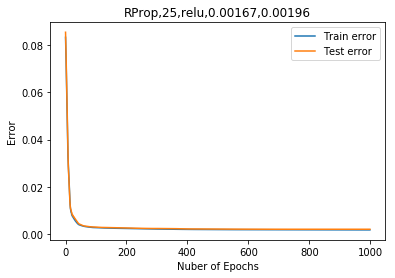 RProp,25,relu,0.00167,0.00196
Train error
Test error
0.08
0.06
0.04
0.02
0.00
Error
0
200
400
600
800
1000
Nuber of Epochs